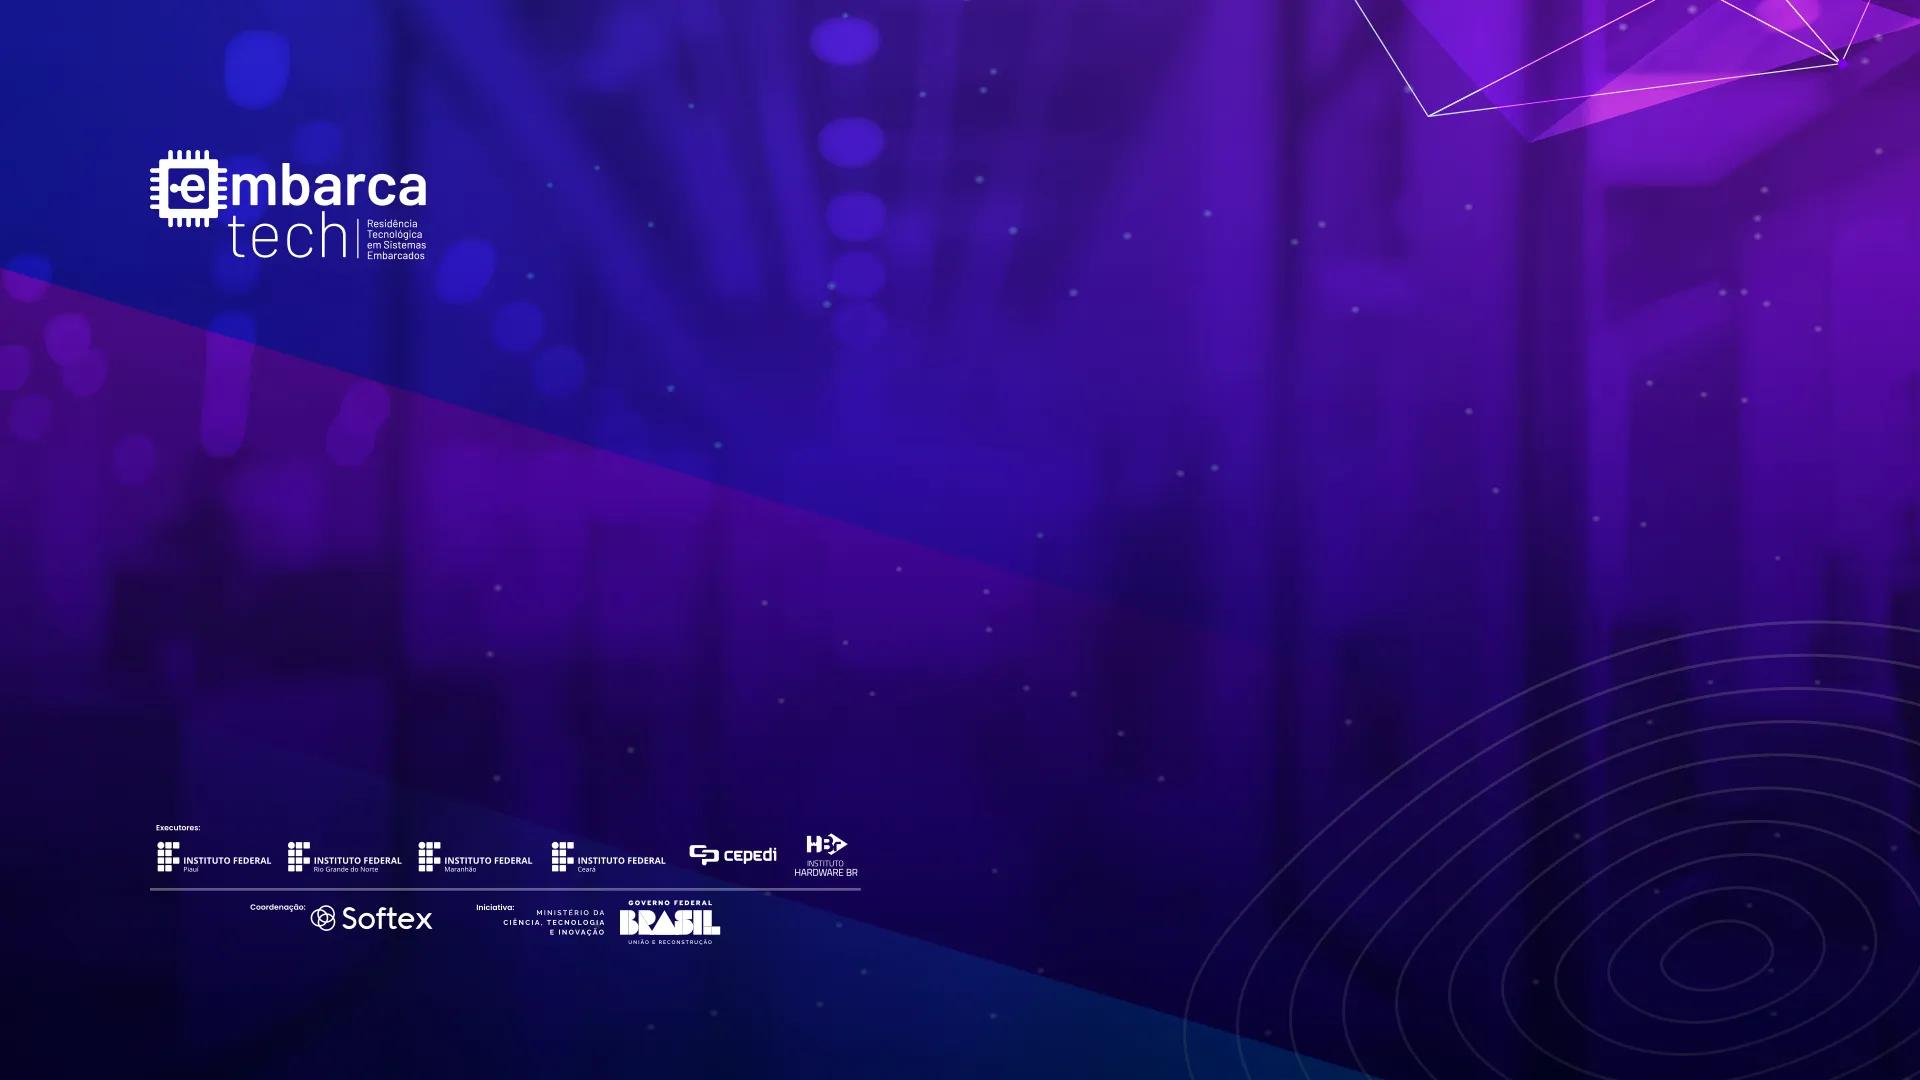 embarca
tech
Residência
Tecnológica
em Sistemas
Embarcados
Executores:
INSTITUTO FEDERAL
Piauí
INSTITUTO FEDERAL
Rio Grande do Norte
INSTITUTO FEDERAL
Maranhão
INSTITUTO FEDERAL
Ceará
cepedi
HBr
INSTITUTO
HARDWARE BR
Coordenação:
Softex
Iniciativa:
MINISTÉRIO DA
CIÊNCIA, TECNOLOGIA
E INOVAÇÃO
GOVERNO FEDERAL
BRASIL
UNIÃO E RECONSTRUÇÃO